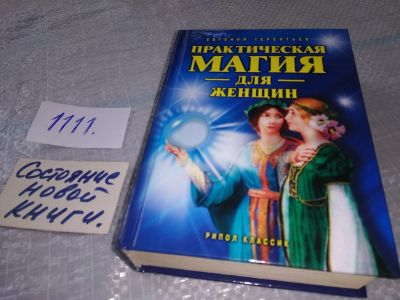 ЕВГЕНИЙ ТЕРЕНТЬЕВ
ПРАКТИЧЕСКАЯ
МАГИЯ
ДЛЯ
ЖЕНЩИН
РИПОЛ КЛАССИК
1111.
Состояние
новой
книги.